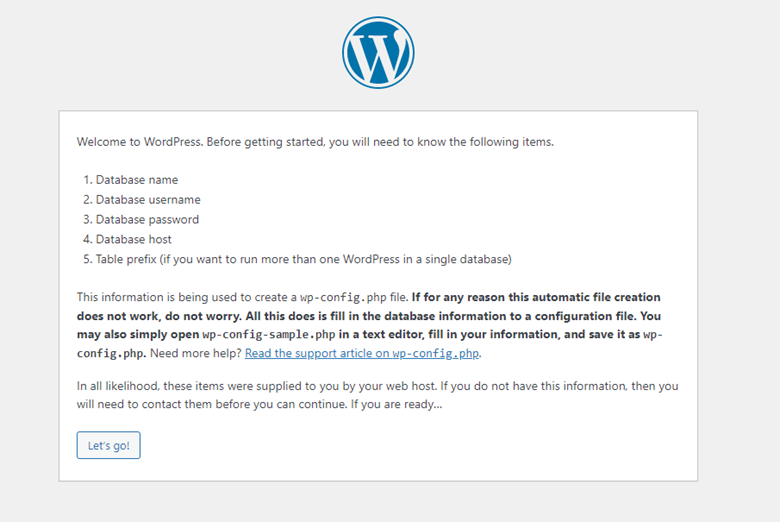 Welcome to WordPress. Before getting started, you will need to know the following items.
1. Database name
2. Database username
3. Database password
4. Database host
5. Table prefix (if you want to run more than one WordPress in a single database)
This information is being used to create a wp-config.php file. If for any reason this automatic file creation
does not work, do not worry. All this does is fill in the database information to a configuration file. You
may also simply open wp-config-sample.php in a text editor, fill in your information, and save it as wp-
config.php. Need more help? Read the support article on wp-config.php.
In all likelihood, these items were supplied to you by your web host. If you do not have this information, then you
will need to contact them before you can continue. If you are ready…
Let's go!